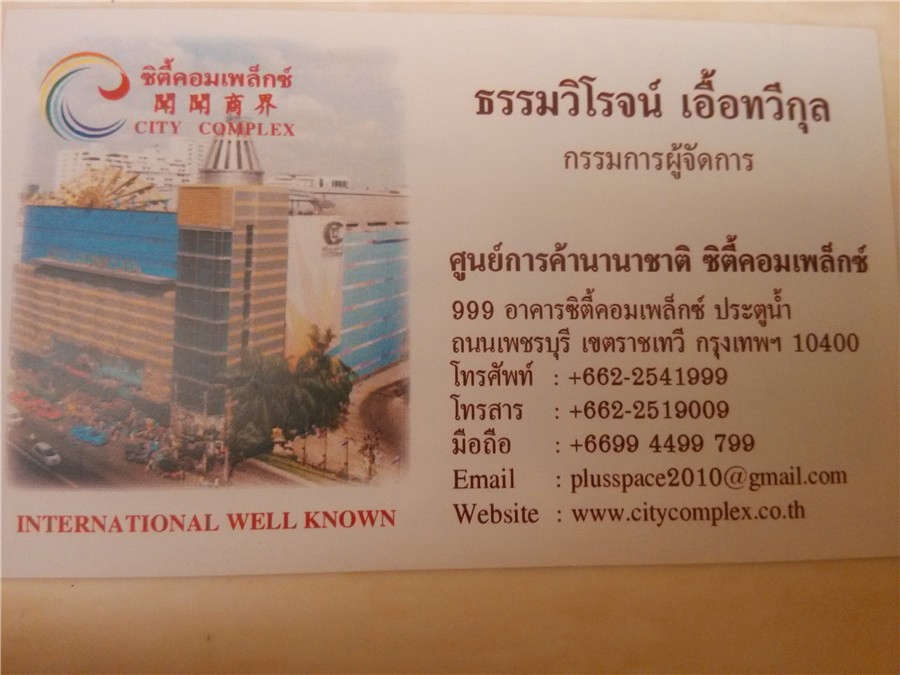 ซิตี้คอมเพล็กซ์
閙閙商界
CITY COMPLEX
INTERNATIONAL WELL KNOWN
ธรรมวิโรจน์ เอื้อทวีกุล
กรรมการผู้จัดการ
ศูนย์การค้านานาชาติ ซิตี้คอมเพล็กซ์
999 อาคารซิตี้คอมเพล็กซ์ ประตูน้ำ
ถนนเพชรบุรี เขตราชเทวี กรุงเทพฯ 10400
โทรศัพท์ : +662-2541999
โทรสาร : +662-2519009
มือถือ : +6699 4499 799
Email : plusspace2010@gmail.com
Website : www.citycomplex.co.th